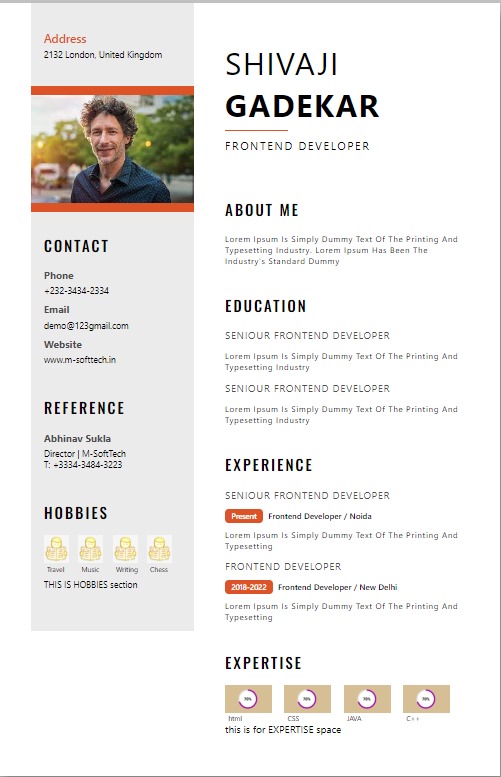 Address
2132 London, United Kingdom
CONTACT
Phone
+232-3434-2334
Email
demo@123gmail.com
Website
www.m-softtech.in
REFERENCE
Abhinav Sukla
Director | M-SoftTech
T: +3334-3484-3223
HOBBIES
Travel Music Writing Chess
THIS IS HOBBIES section
SHIVAJI
GADEKAR
FRONTEND DEVELOPER
ABOUT ME
Lorem Ipsum Is Simply Dummy Text Of The Printing And
Typesetting Industry. Lorem Ipsum Has Been The
Industry's Standard Dummy
EDUCATION
SENIOUR FRONTEND DEVELOPER
Lorem Ipsum Is Simply Dummy Text Of The Printing And
Typesetting Industry
SENIOUR FRONTEND DEVELOPER
Lorem Ipsum Is Simply Dummy Text Of The Printing And
Typesetting Industry
EXPERIENCE
SENIOUR FRONTEND DEVELOPER
Present Frontend Developer / Noida
Lorem Ipsum Is Simply Dummy Text Of The Printing And
Typesetting
FRONTEND DEVELOPER
2018-2022 Frontend Developer / New Delhi
Lorem Ipsum Is Simply Dummy Text Of The Printing And
Typesetting
EXPERTISE
70% 70% 70% 70%
html CSS JAVA C++
this is for EXPERTISE space